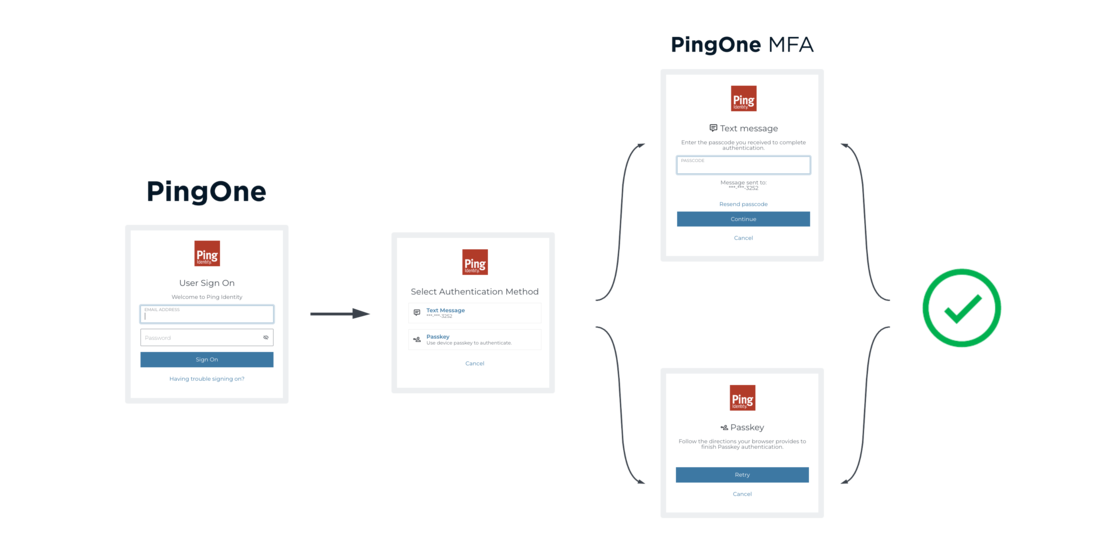 PingOne
Ping
Identity
User Sign On
Welcome to Ping Identity
EMAIL ADDRESS
Password
Sign On
Having trouble signing on?
Ping
Identity
Select Authentication Method
Text Message
***-***-3252
Passkey
Use device passkey to authenticate.
Cancel
PingOne MFA
Ping
Identity
Text message
Enter the passcode you received to complete
authentication.
PASSCODE
Message sent to:
***-***-3252
Resend passcode
Continue
Cancel
Ping
Identity
Passkey
Follow the directions your browser provides to
finish Passkey authentication.
Retry
Cancel